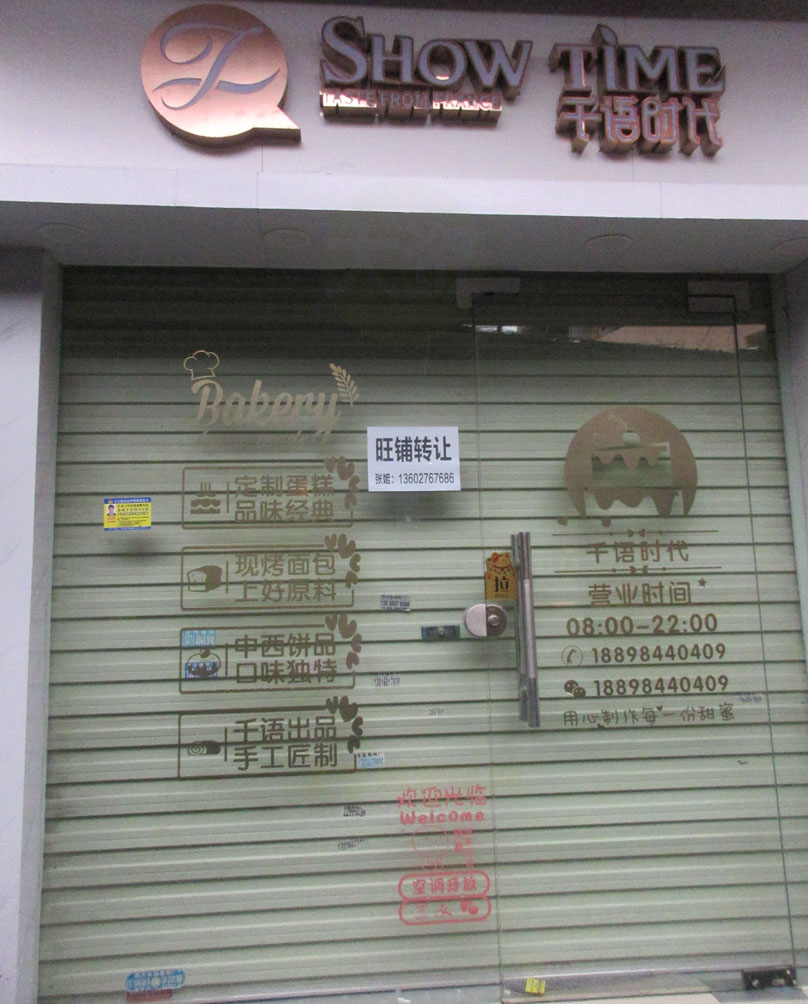 SHOW TIME
TASTE FROM FRANCE
千语时代
Bakery
旺铺转让
张姐：13602767686
定制蛋糕
品味经典
现烤面包
上好原料
中西饼品
口味独特
千语出品
手工匠制
拉
千语时代
营业时间
08:00-22:00
18898440409
18898440409
用心制作每一份甜蜜
欢迎光临
Welcome
空调开放